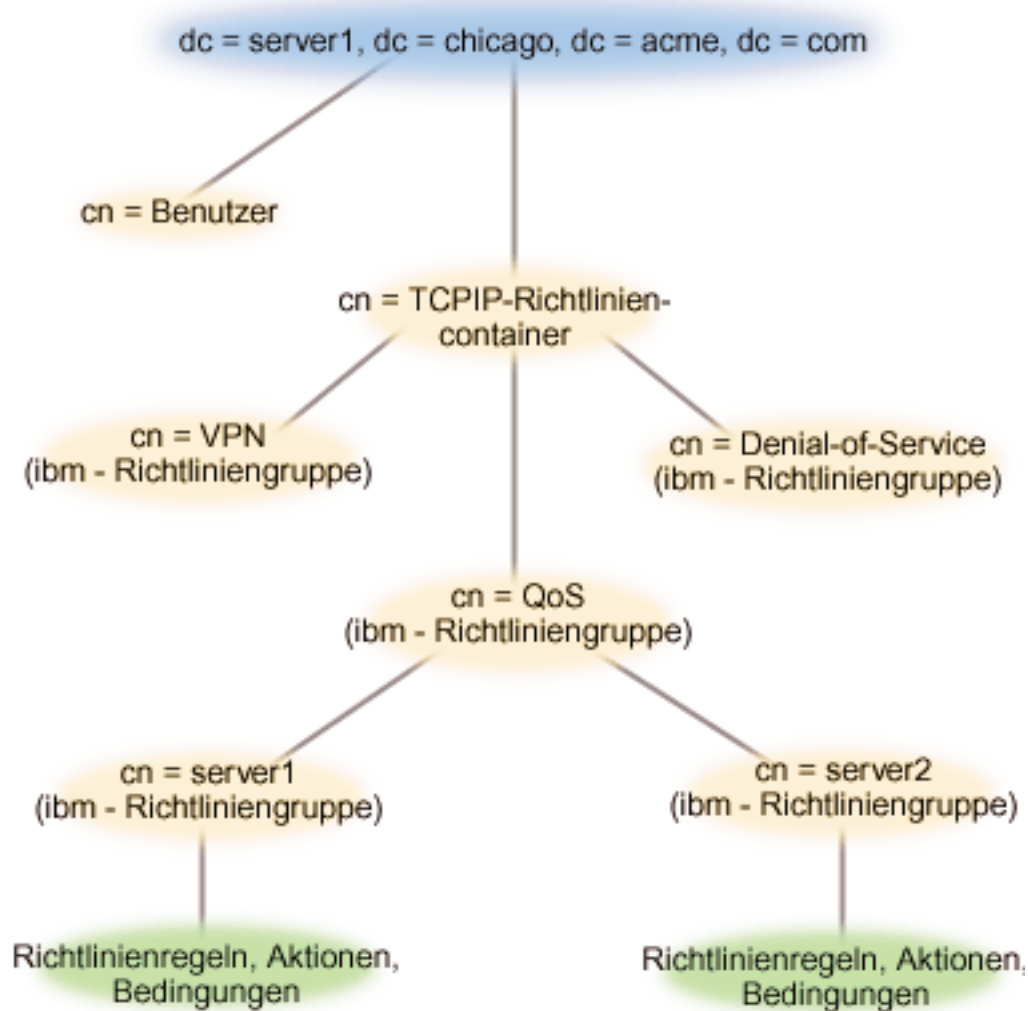 dc = server1, dc = chicago, dc = acme, dc = com
cn = Benutzer
cn = TCPIP-Richtlinien-
container
cn = VPN
(ibm - Richtliniengruppe)
cn = Denial-of-Service
(ibm - Richtliniengruppe)
cn = QoS
(ibm - Richtliniengruppe)
cn = server1
(ibm - Richtliniengruppe)
cn = server2
(ibm - Richtliniengruppe)
Richtlinienregeln, Aktionen,
Bedingungen
Richtlinienregeln, Aktionen,
Bedingungen